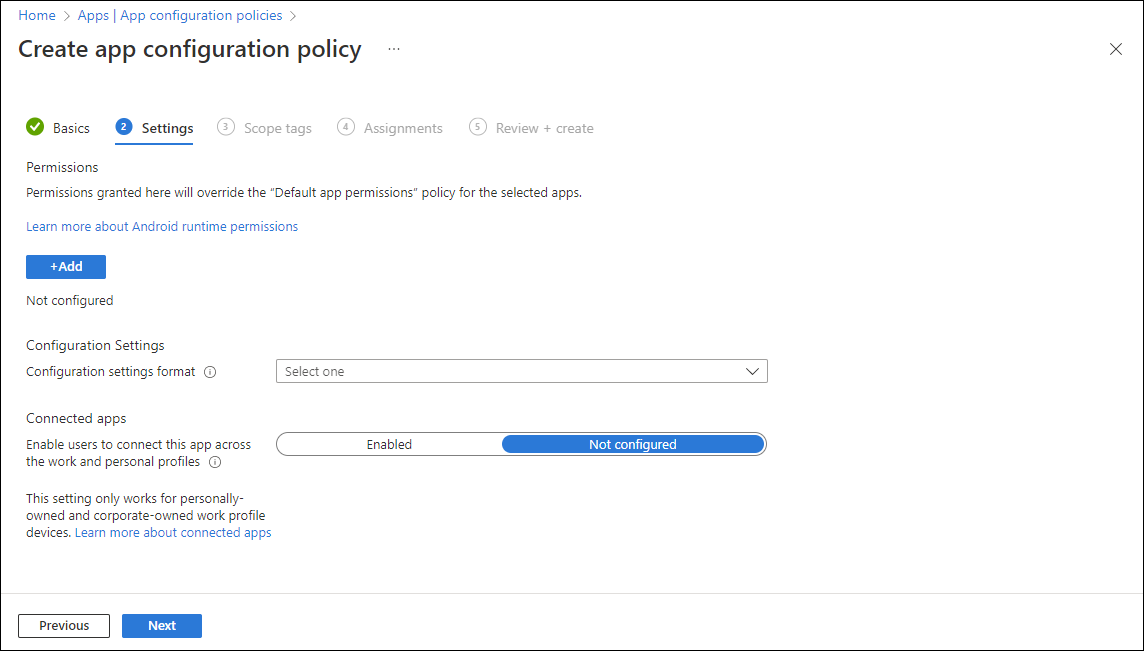 Home > Apps | App configuration policies >
Create app configuration policy ...
Basics 2 Settings 3 Scope tags 4 Assignments 5 Review + create
Permissions
Permissions granted here will override the “Default app permissions” policy for the selected apps.
Learn more about Android runtime permissions
+Add
Not configured
Configuration Settings
Configuration settings format
Select one
Connected apps
Enable users to connect this app across
the work and personal profiles
Enabled Not configured
This setting only works for personally-
owned and corporate-owned work profile
devices. Learn more about connected apps
Previous Next